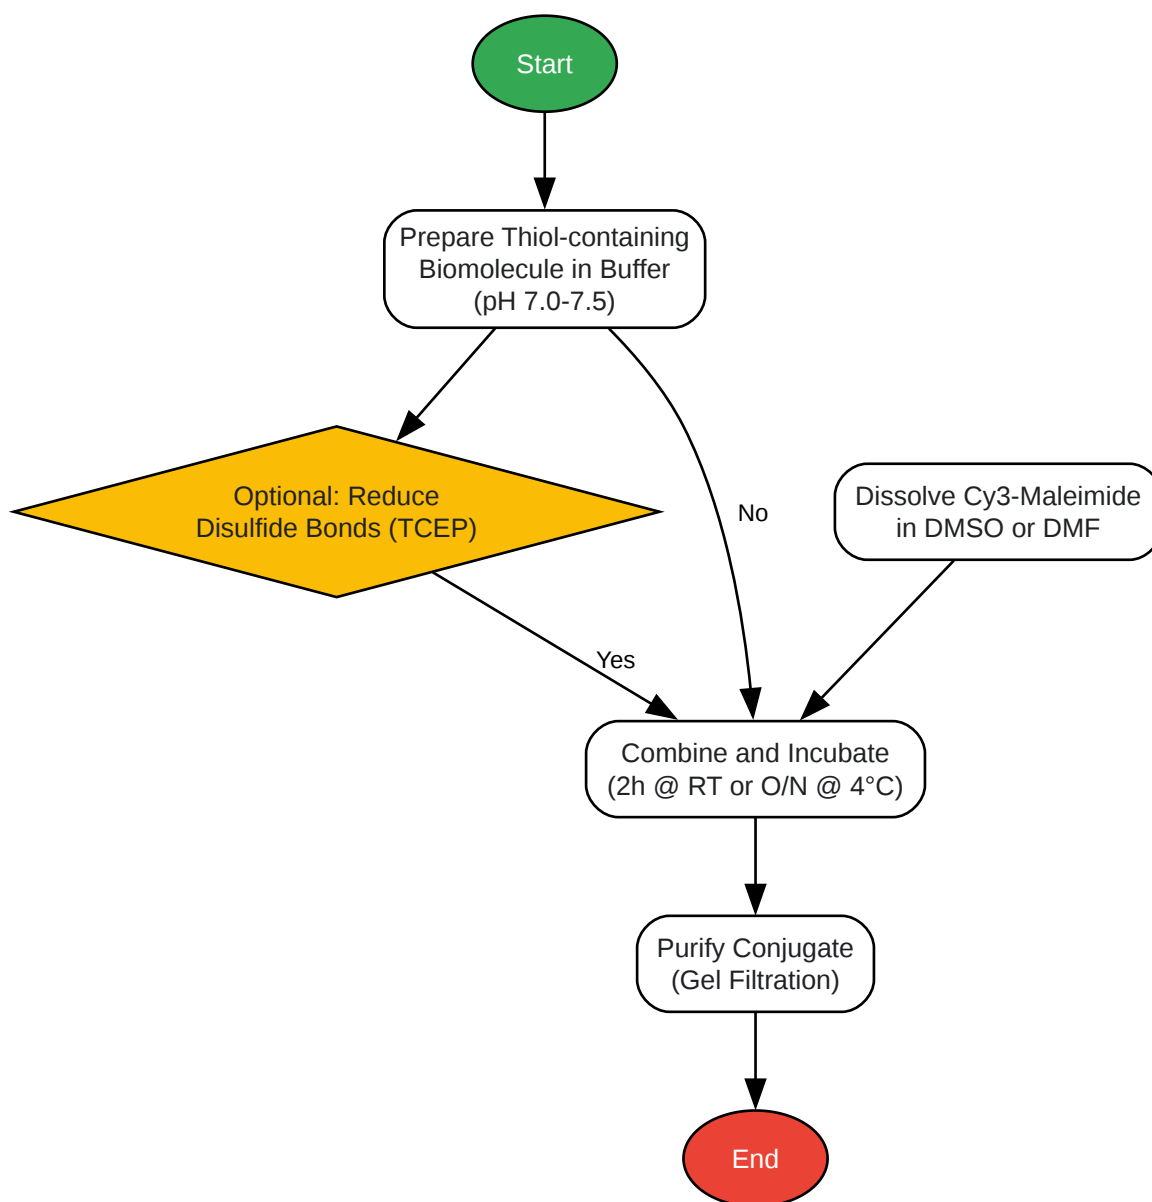 Start
Prepare Thiol-containing
Biomolecule in Buffer
(pH 7.0-7.5)
Optional: Reduce
Disulfide Bonds (TCEP)
No
Dissolve Cy3-Maleimide
in DMSO or DMF
Yes
Combine and Incubate
(2h @ RT or O/N @ 4°C)
Purify Conjugate
(Gel Filtration)
End